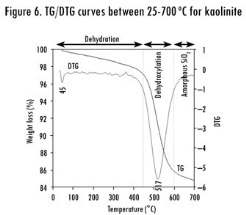 Figure 6. TG/DTG curves between 25-700 ºC for kaolinite
Dehydration
Dehydroxylation
Amorphous SiO2
100
98
96
94
92
90
88
86
84
Weight loss (%)
1
0
-1
-2
-3
-4
-5
-6
DTG
45
517
TG
0 100 200 300 400 500 600 700
Temperature (ºC)